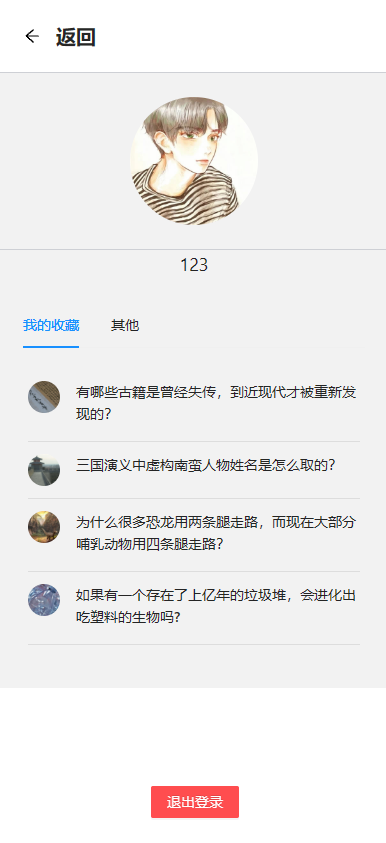 返回
123
我的收藏 其他
有哪些古籍是曾经失传，到近现代才被重新发
现的？
三国演义中虚构南蛮人物姓名是怎么取的？
为什么很多恐龙用两条腿走路，而现在大部分
哺乳动物用四条腿走路？
如果有一个存在了上亿年的垃圾堆，会进化出
吃塑料的生物吗？
退出登录